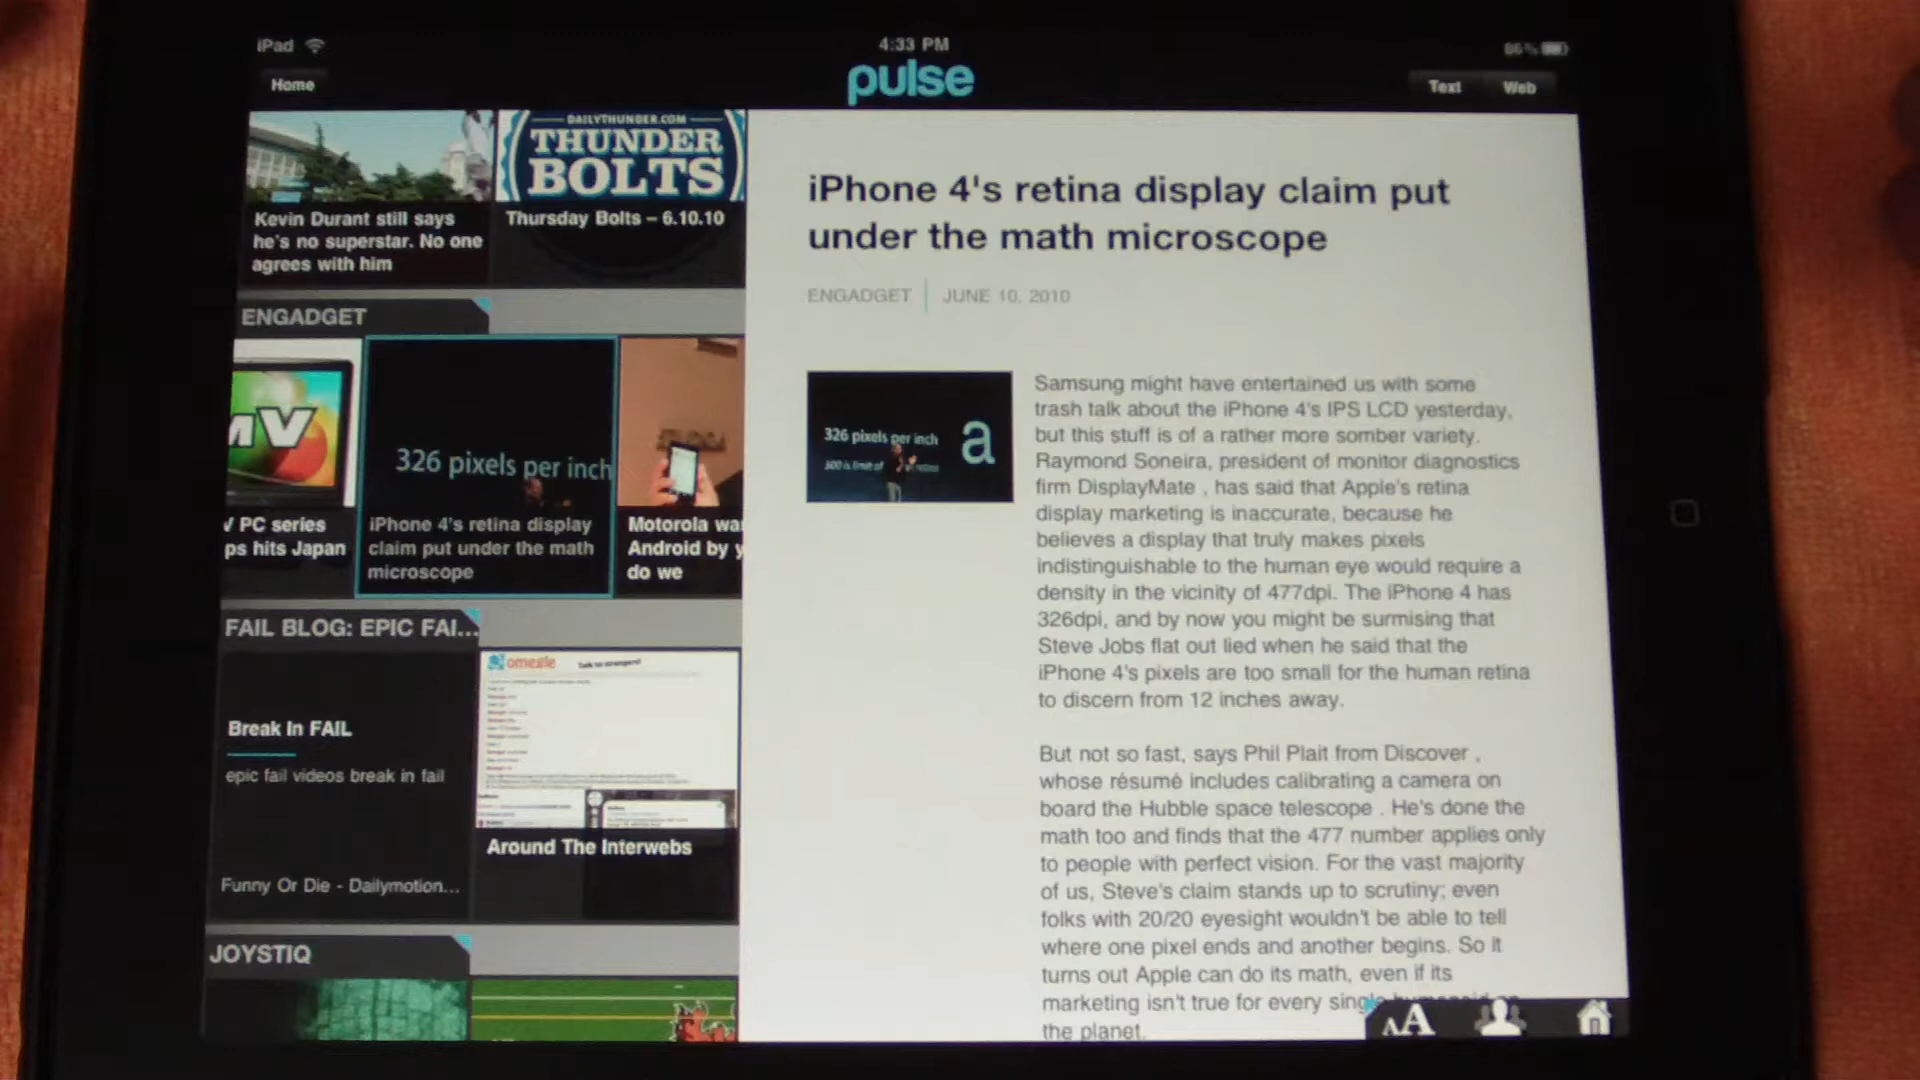 iPad
4:33 PM
86%
Home
pulse
Text
Web
DAILYTHUNDER.COM
THUNDER
BOLTS
Kevin Durant still says
he's no superstar. No one
agrees with him
Thursday Bolts – 6.10.10
ENGADGET
V PC series
ps hits Japan
326 pixels per inch
iPhone 4's retina display
claim put under the math
microscope
Motorola wa
Android by y
do we
FAIL BLOG: EPIC FAI...
Break In FAIL
epic fail videos break in fail
Funny Or Die - Dailymotion...
omegle
Talk to strangers!
Around The Interwebs
JOYSTIQ
iPhone 4's retina display claim put
under the math microscope
ENGADGET
JUNE 10, 2010
326 pixels per inch
a
300 is limit of
Samsung might have entertained us with some
trash talk about the iPhone 4's IPS LCD yesterday,
but this stuff is of a rather more somber variety.
Raymond Soneira, president of monitor diagnostics
firm DisplayMate , has said that Apple's retina
display marketing is inaccurate, because he
believes a display that truly makes pixels
indistinguishable to the human eye would require a
density in the vicinity of 477dpi. The iPhone 4 has
326dpi, and by now you might be surmising that
Steve Jobs flat out lied when he said that the
iPhone 4's pixels are too small for the human retina
to discern from 12 inches away.
But not so fast, says Phil Plait from Discover ,
whose résumé includes calibrating a camera on
board the Hubble space telescope . He's done the
math too and finds that the 477 number applies only
to people with perfect vision. For the vast majority
of us, Steve's claim stands up to scrutiny; even
folks with 20/20 eyesight wouldn't be able to tell
where one pixel ends and another begins. So it
turns out Apple can do its math, even if its
marketing isn't true for every single
the planet.
AA